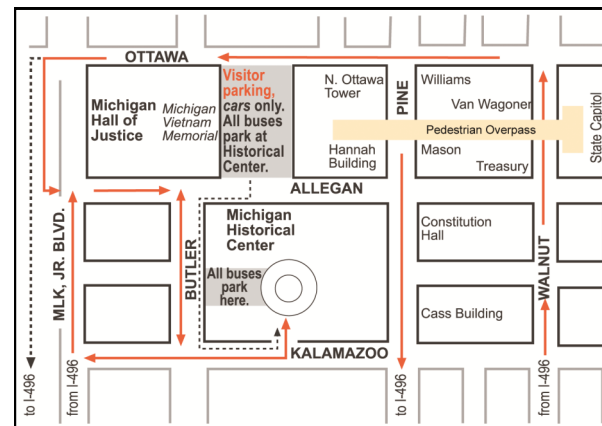 OTTAWA
Visitor
parking,
cars only.
All buses
park at
Historical
Center.
Michigan
Hall of
Justice
Michigan
Vietnam
Memorial
N. Ottawa
Tower
Hannah
Building
PINE
Williams
Van Wagoner
Pedestrian Overpass
Mason
Treasury
State Capitol
ALLEGAN
MLK, JR. BLVD.
BUTLER
Michigan
Historical
Center
All buses
park
here.
Constitution
Hall
Cass Building
WALNUT
KALAMAZOO
to I-496
from I-496
to I-496
from I-496